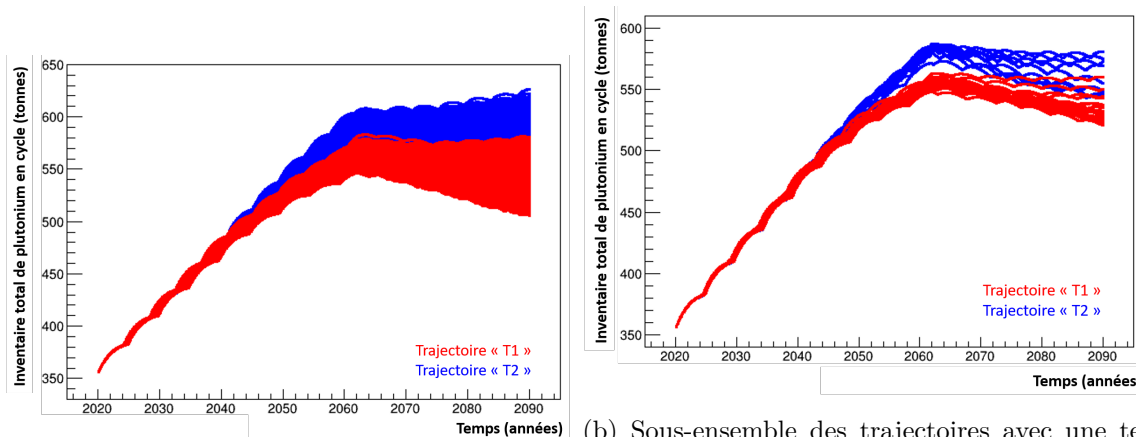 Inventaire total de plutonium en cycle (tonnes)
650
600
550
500
450
400
350
2020 2030 2040 2050 2060 2070 2080 2090
Temps (années)
Trajectoire « T1 »
Trajectoire « T2 »
Inventaire total de plutonium en cycle (tonnes)
600
550
500
450
400
350
2020 2030 2040 2050 2060 2070 2080 2090
Temps (années
Trajectoire « T1 »
Trajectoire « T2 »
(b) Sous-ensemble des trajectoires avec une te